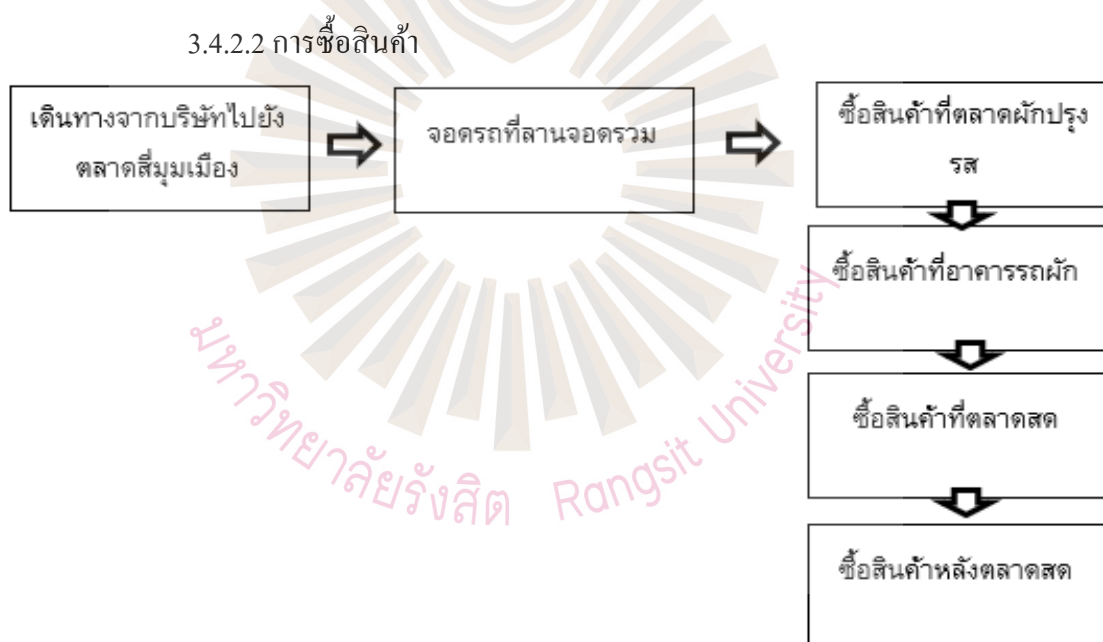 3.4.2.2 การซื้อสินค้า
เดินทางจากบริษัทไปยัง
ตลาดสี่มุมเมือง
จอดรถที่ลานจอดรวม
ซื้อสินค้าที่ตลาดผักปรุง
รส
ซื้อสินค้าที่อาคารรถผัก
ซื้อสินค้าที่ตลาดสด
ซื้อสินค้าหลังตลาดสด
มหาวิทยาลัยรังสิต Rangsit University